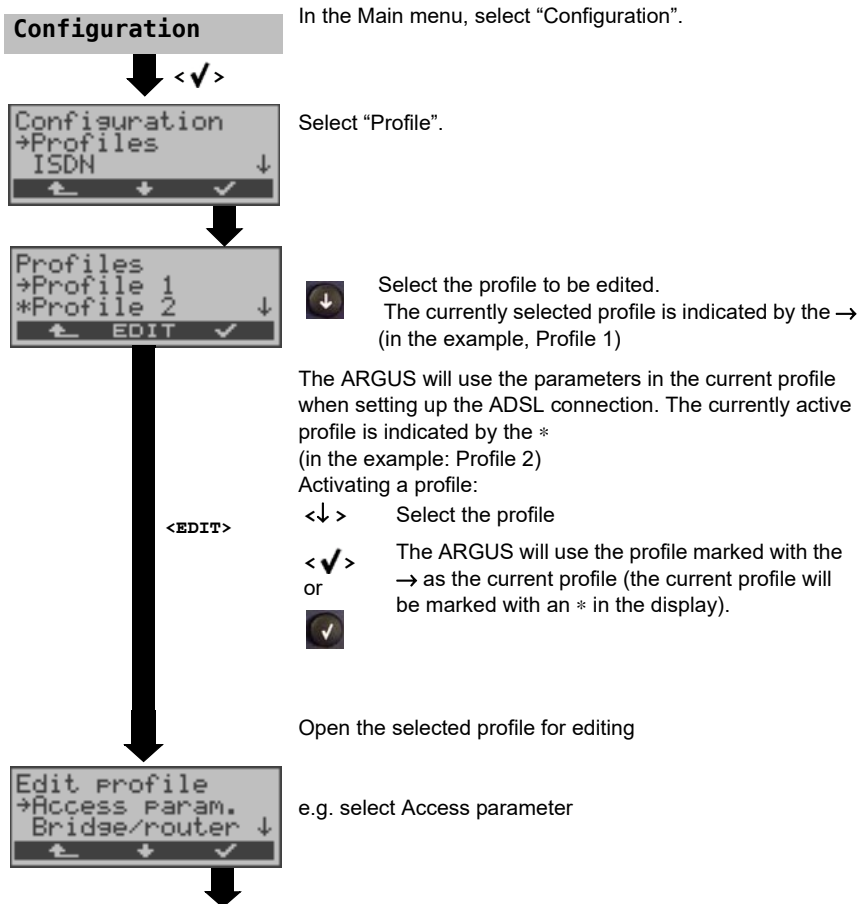 Configuration
In the Main menu, select “Configuration”.
<✓>
Configuration
→Profiles
ISDN ↓
Select “Profile”.
Profiles
→Profile 1
*Profile 2 ↓
EDIT ✓
Select the profile to be edited.
The currently selected profile is indicated by the →
(in the example, Profile 1)
The ARGUS will use the parameters in the current profile
when setting up the ADSL connection. The currently active
profile is indicated by the *
(in the example: Profile 2)
Activating a profile:
<↓> Select the profile
<EDIT>
<✓> The ARGUS will use the profile marked with the
or → as the current profile (the current profile will
be marked with an * in the display).
Open the selected profile for editing
Edit profile
→Access param.
Bridge/router ↓
e.g. select Access parameter